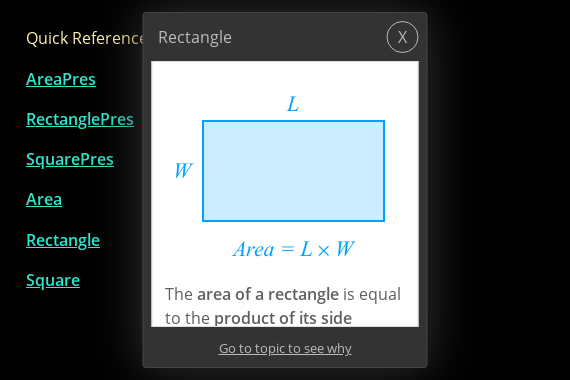 Quick Reference
AreaPres
RectanglePres
SquarePres
Area
Rectangle
Square
Rectangle
X
L
W
Area = L × W
The area of a rectangle is equal
to the product of its side
Go to topic to see why